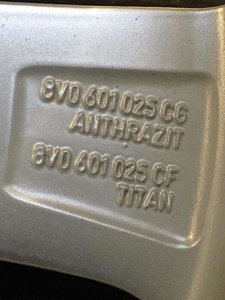 8V0 601 025 CG
ANTHRAZIT
8V0 601 025 CF
TITAN